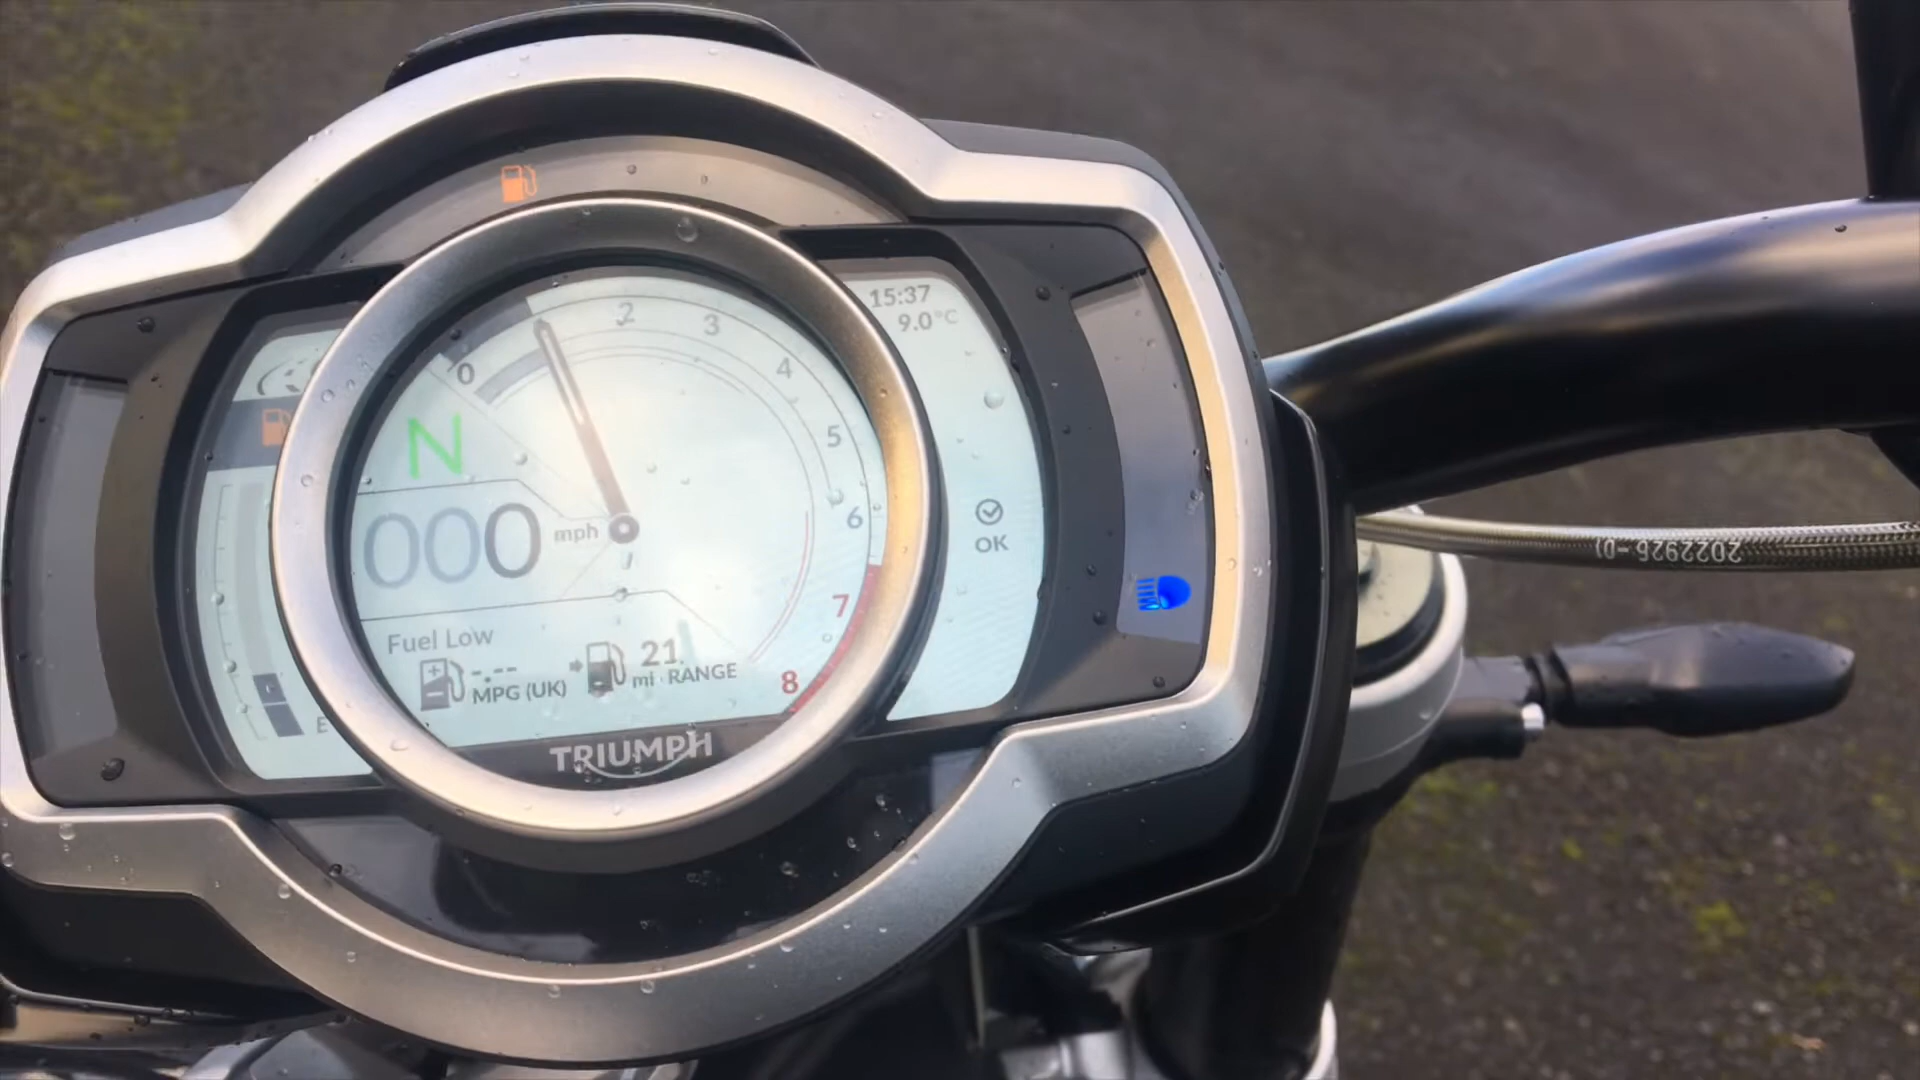 15:37
9.0°C
0
2
3
4
5
6
7
8
N
000 mph
OK
Fuel Low
-.-- MPG (UK)
21 mi RANGE
E
TRIUMPH
2022926-01